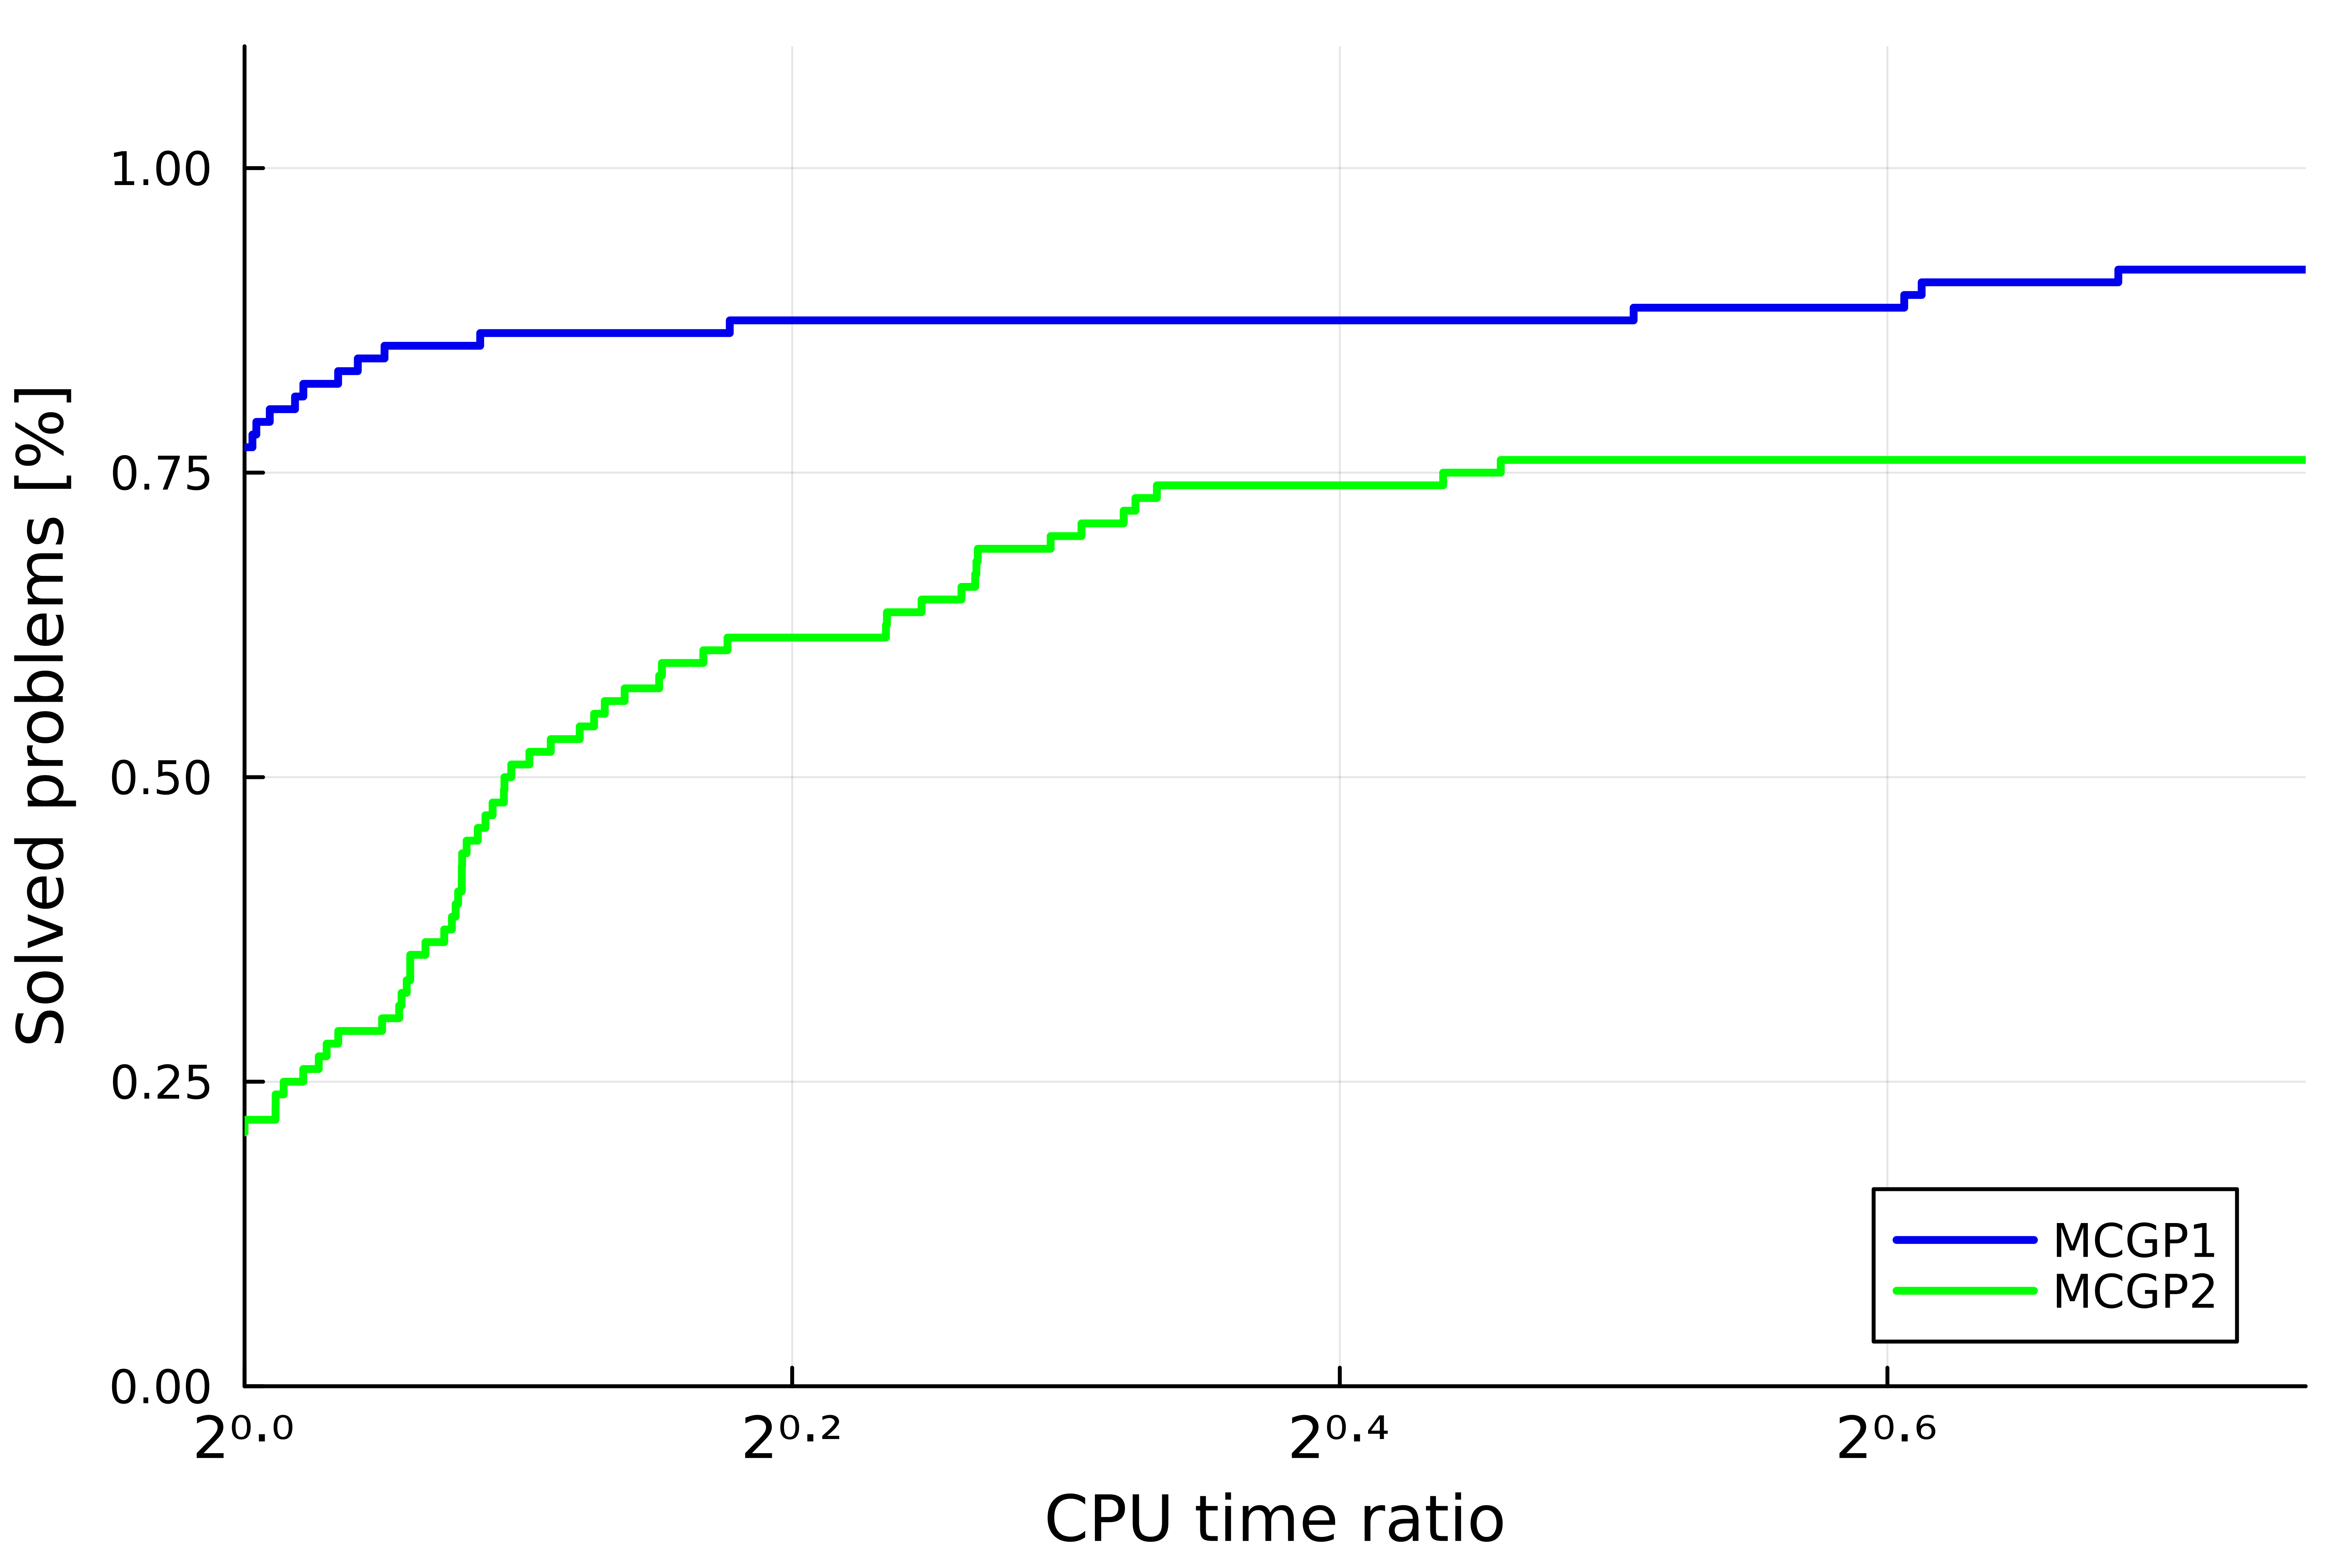 Solved problems [%]
1.00
0.75
0.50
0.25
0.00
2⁰·⁰ 2⁰·² 2⁰·⁴ 2⁰·⁶
CPU time ratio
MCGP1
MCGP2